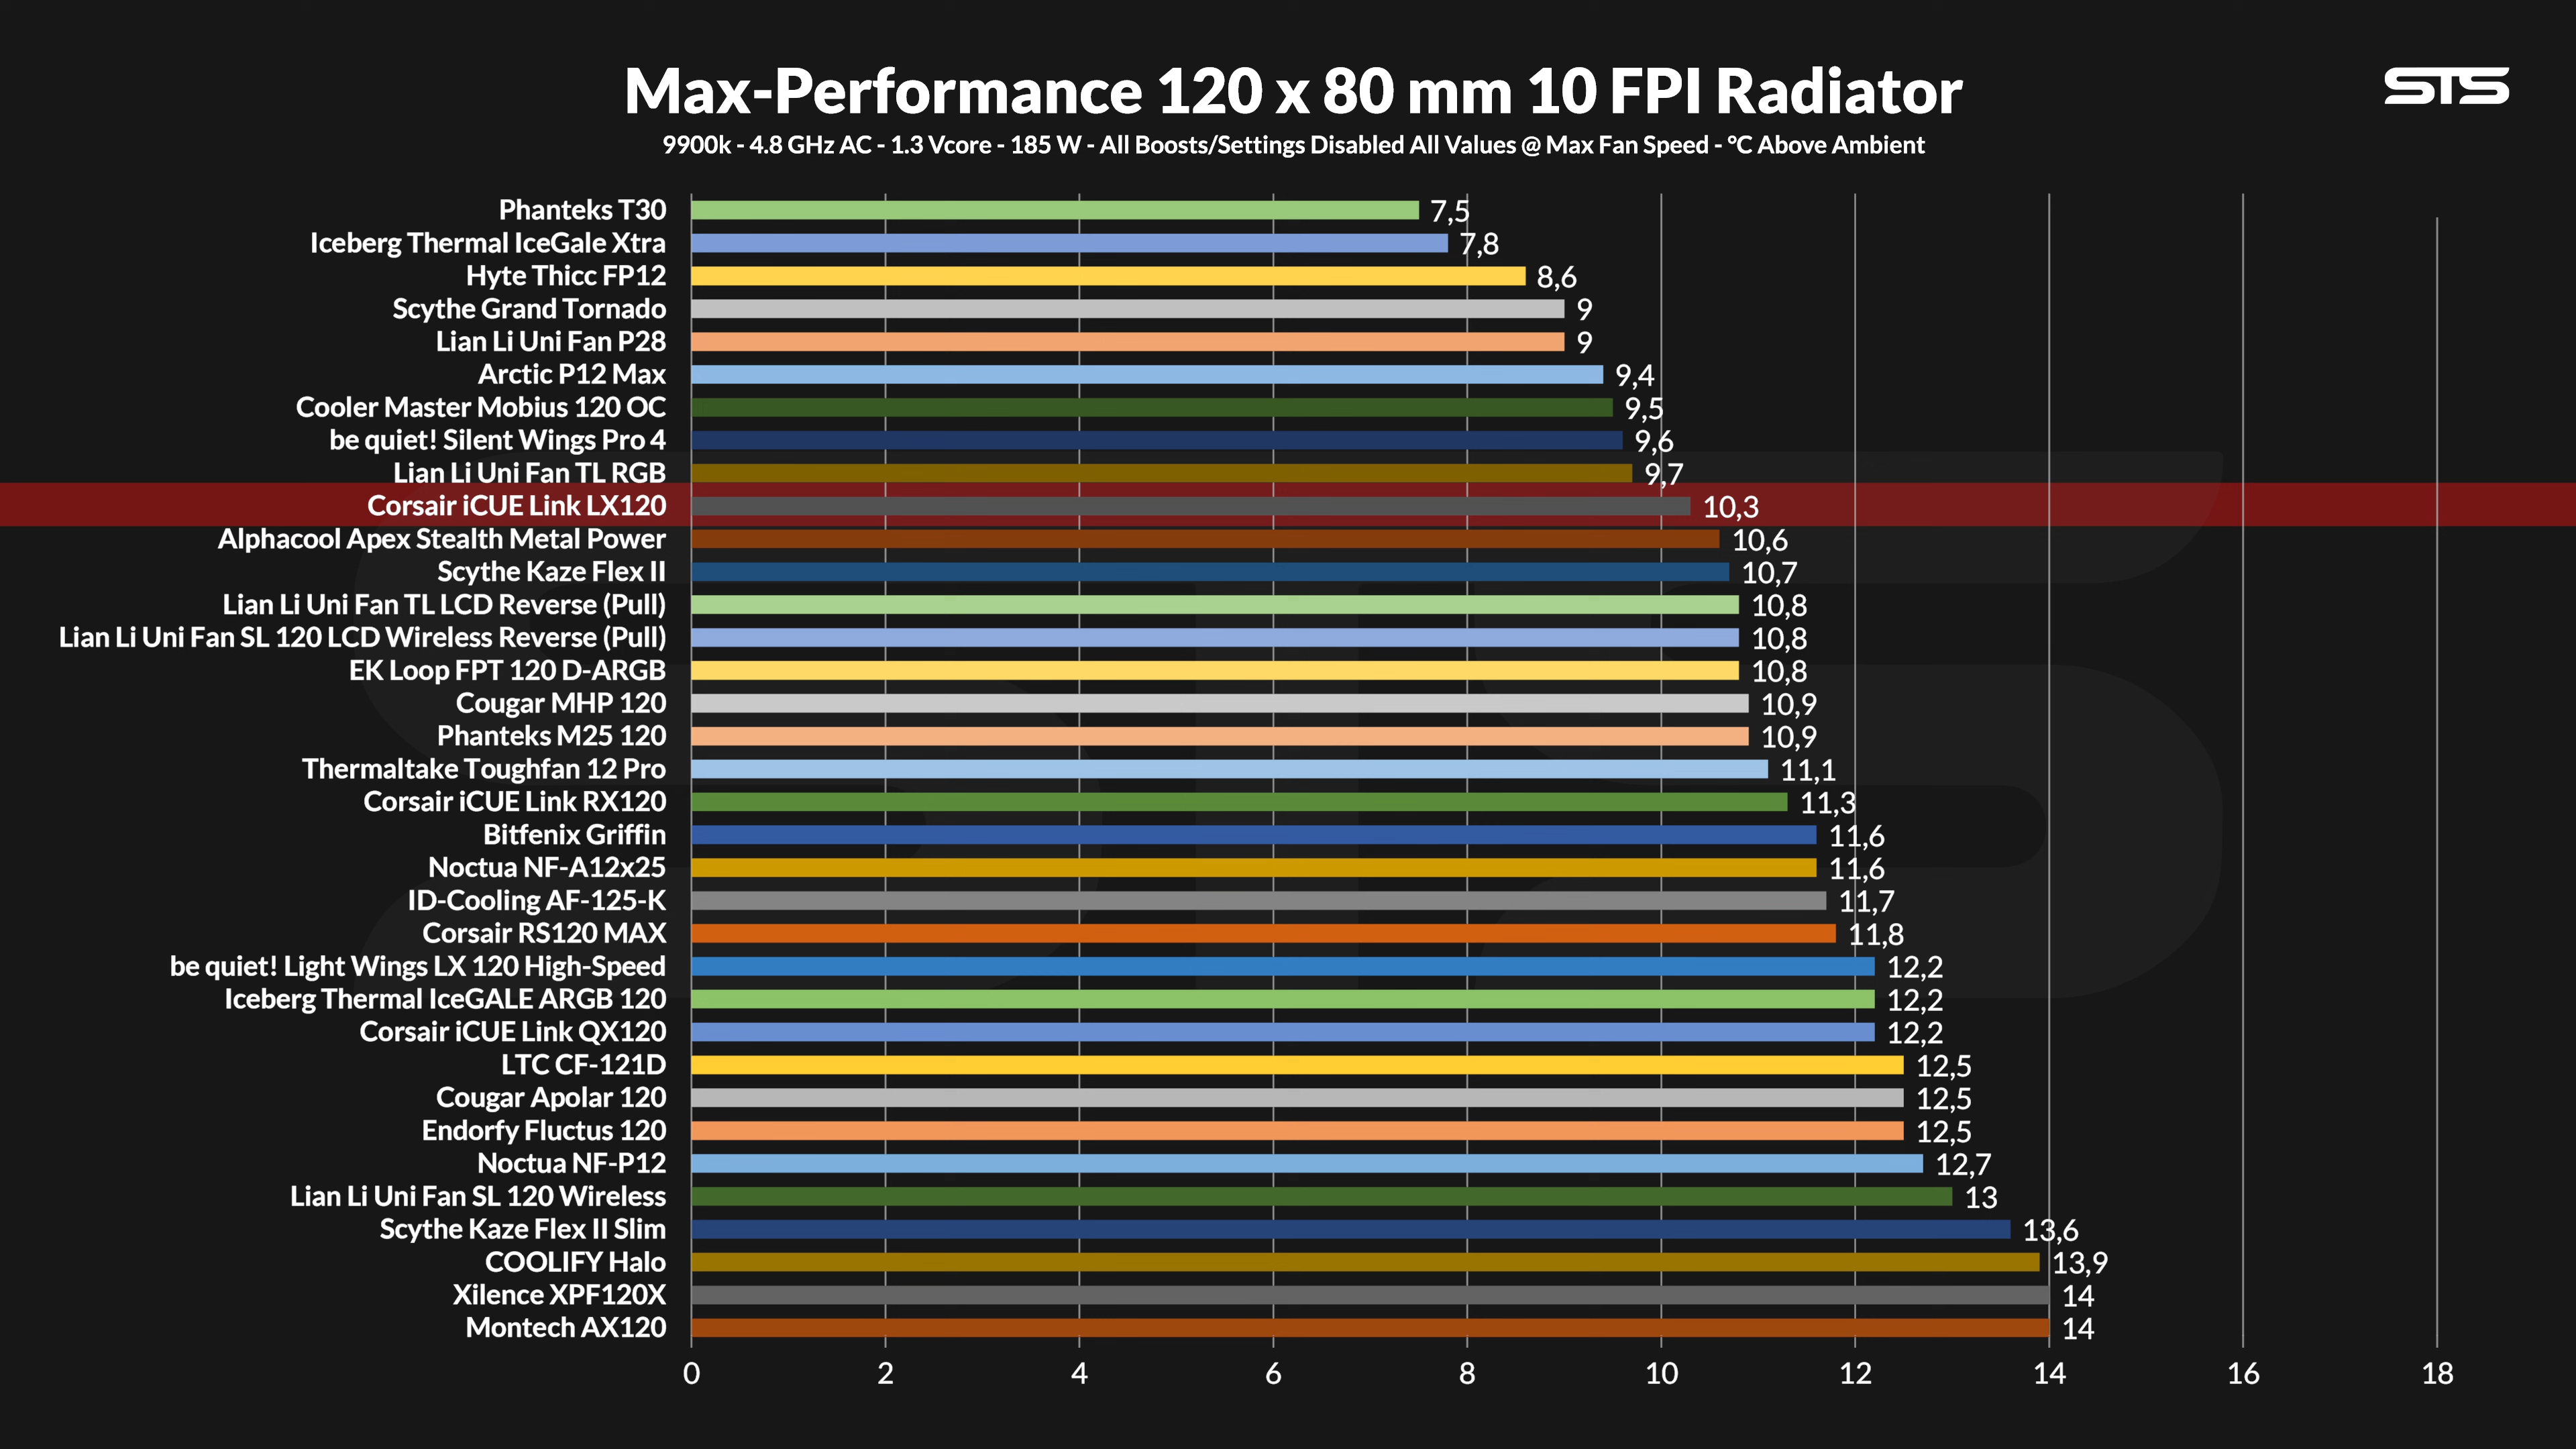 Max-Performance 120 x 80 mm 10 FPI Radiator
STS
9900k - 4.8 GHz AC - 1.3 Vcore - 185 W - All Boosts/Settings Disabled All Values @ Max Fan Speed - °C Above Ambient
Phanteks T30 7,5
Iceberg Thermal IceGale Xtra 7,8
Hyte Thicc FP12 8,6
Scythe Grand Tornado 9
Lian Li Uni Fan P28 9
Arctic P12 Max 9,4
Cooler Master Mobius 120 OC 9,5
be quiet! Silent Wings Pro 4 9,6
Lian Li Uni Fan TL RGB 9,7
Corsair iCUE Link LX120 10,3
Alphacool Apex Stealth Metal Power 10,6
Scythe Kaze Flex II 10,7
Lian Li Uni Fan TL LCD Reverse (Pull) 10,8
Lian Li Uni Fan SL 120 LCD Wireless Reverse (Pull) 10,8
EK Loop FPT 120 D-ARGB 10,8
Cougar MHP 120 10,9
Phanteks M25 120 10,9
Thermaltake Toughfan 12 Pro 11,1
Corsair iCUE Link RX120 11,3
Bitfenix Griffin 11,6
Noctua NF-A12x25 11,6
ID-Cooling AF-125-K 11,7
Corsair RS120 MAX 11,8
be quiet! Light Wings LX 120 High-Speed 12,2
Iceberg Thermal IceGALE ARGB 120 12,2
Corsair iCUE Link QX120 12,2
LTC CF-121D 12,5
Cougar Apolar 120 12,5
Endorfy Fluctus 120 12,5
Noctua NF-P12 12,7
Lian Li Uni Fan SL 120 Wireless 13
Scythe Kaze Flex II Slim 13,6
COOLIFY Halo 13,9
Xilence XPF120X 14
Montech AX120 14
0 2 4 6 8 10 12 14 16 18